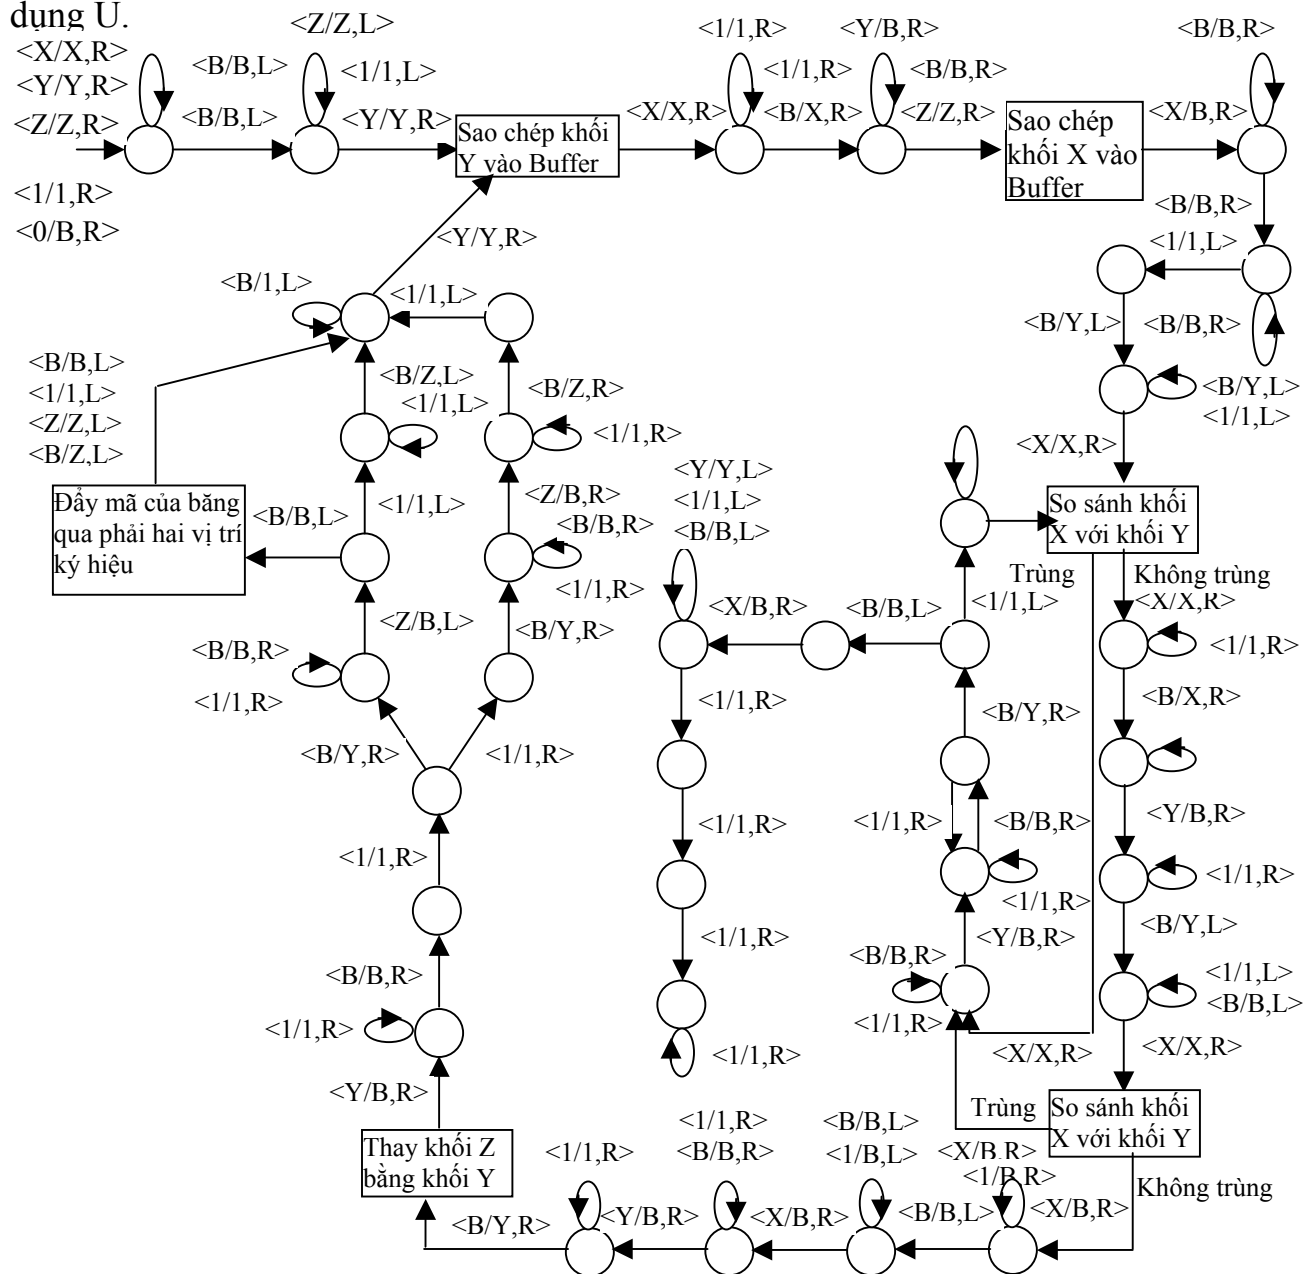 dụng U.
<X/X,R>
<Y/Y,R>
<Z/Z,R>
<1/1,R>
<0/B,R>
<B/B,L>
<B/B,L>
<Z/Z,L>
<1/1,L>
<Y/Y,R>
Sao chép khối
Y vào Buffer
<X/X,R>
<1/1,R>
<1/1,R>
<B/X,R>
<Y/B,R>
<B/B,R>
<Z/Z,R>
Sao chép
khối X vào
Buffer
<B/B,R>
<X/B,R>
<B/B,R>
<1/1,L>
<B/Y,L>
<B/B,R>
<B/Y,L>
<1/1,L>
<X/X,R>
<Y/Y,R>
<B/1,L>
<1/1,L>
<B/B,L>
<1/1,L>
<Z/Z,L>
<B/Z,L>
<B/Z,L>
<1/1,L>
<B/Z,R>
<1/1,R>
Đẩy mã của băng
qua phải hai vị trí
ký hiệu
<B/B,L>
<1/1,L>
<Z/B,R>
<B/B,R>
<1/1,R>
<Z/B,L>
<B/Y,R>
<B/B,R>
<1/1,R>
<B/Y,R>
<1/1,R>
<1/1,R>
<B/B,R>
<1/1,R>
<Y/B,R>
Thay khối Z
bằng khối Y
<Y/Y,L>
<1/1,L>
<B/B,L>
<X/B,R>
<B/B,L>
<1/1,L>
<1/1,R>
<B/Y,R>
<1/1,R>
<1/1,R>
<B/B,R>
<1/1,R>
<1/1,R>
<Y/B,R>
<B/B,R>
<1/1,R>
<1/1,R>
<X/X,R>
So sánh khối
X với khối Y
Trùng
Không trùng
<X/X,R>
<1/1,R>
<B/X,R>
<Y/B,R>
<1/1,R>
<B/Y,L>
<1/1,L>
<B/B,L>
<X/X,R>
So sánh khối
X với khối Y
Trùng
Không trùng
<X/B,R>
<1/B,R>
<X/B,R>
<B/B,L>
<B/B,L>
<1/B,L>
<X/B,R>
<1/1,R>
<B/B,R>
<Y/B,R>
<1/1,R>
<B/Y,R>